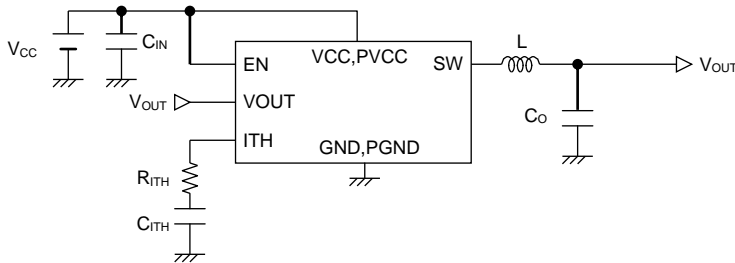 L
VCC
CIN
VCC,PVCC
EN
SW
VOUT
VOUT
VOUT
CO
ITH
GND,PGND
RITH
CITH